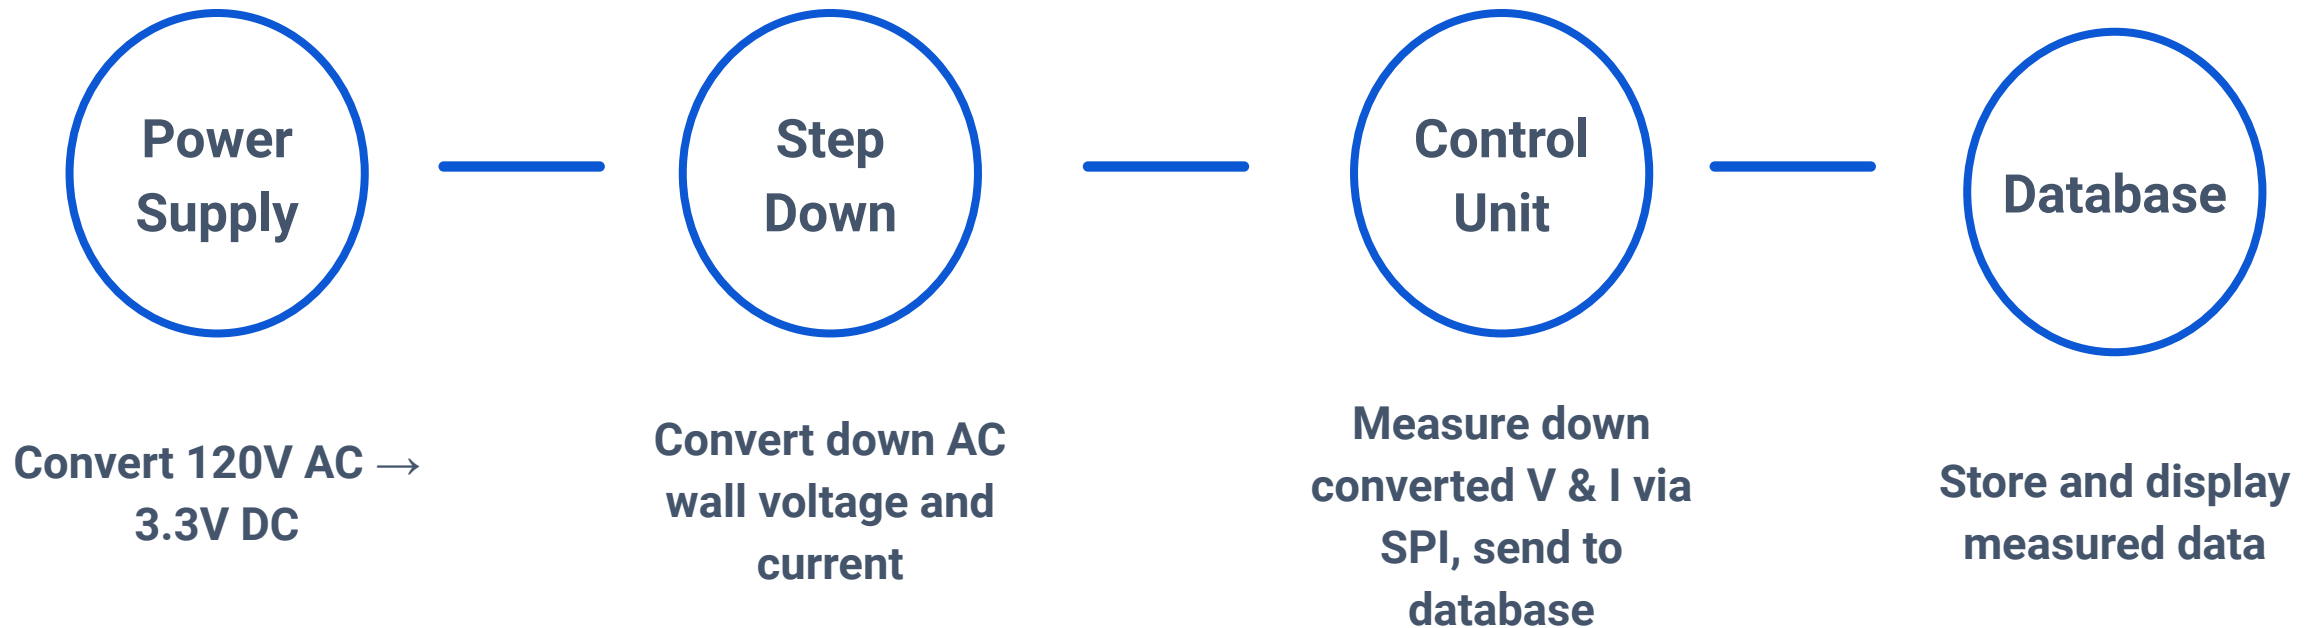 Power
Supply
Convert 120V AC →
3.3V DC
Step
Down
Convert down AC
wall voltage and
current
Control
Unit
Measure down
converted V & I via
SPI, send to
database
Database
Store and display
measured data